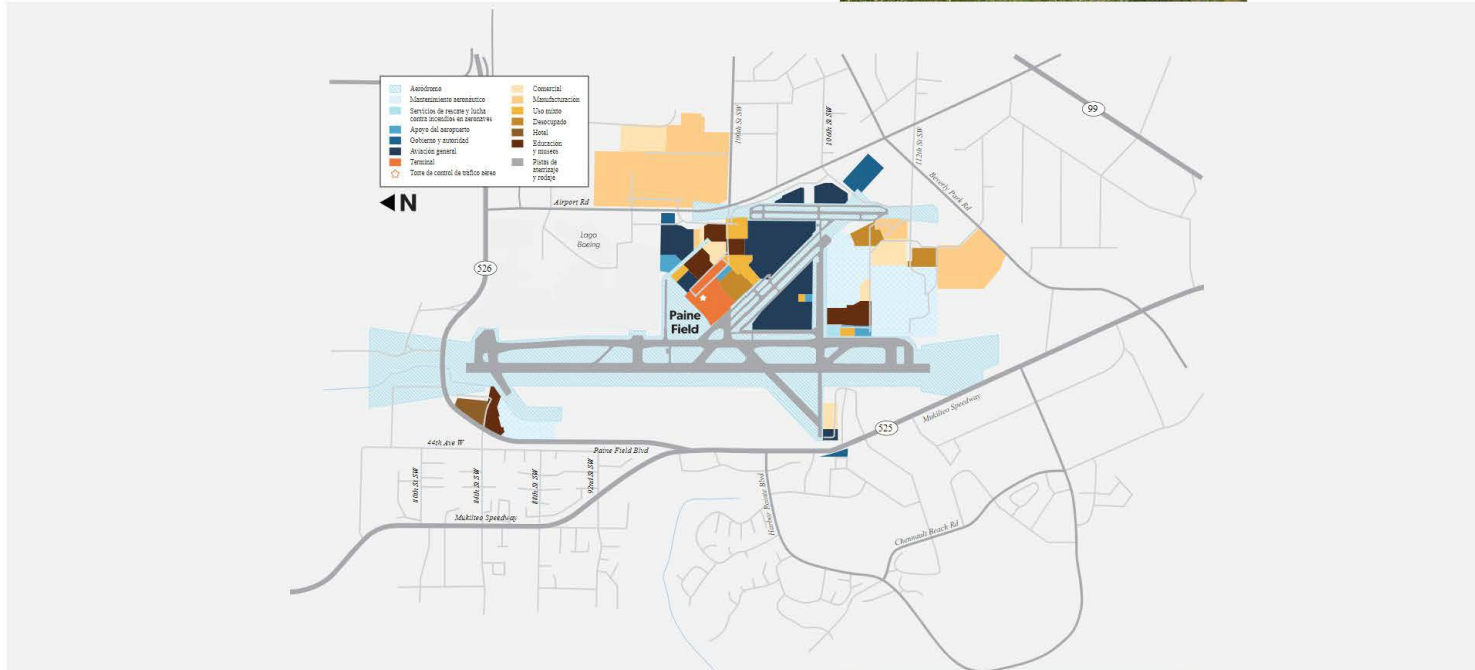 Aeródromo
Mantenimiento aeronáutico
Servicios de rescate y lucha
contra incendios en aeronaves
Apoyo del aeropuerto
Gobierno y autoridad
Aviación general
Terminal
Torre de control de tráfico aéreo
Comercial
Manufacturación
Uso mixto
Desocupado
Hotel
Educación
y museos
Pistas de
aterrizaje
y rodaje
N
99
100th St SW
106th St SW
112th St SW
Beverly Park Rd
Airport Rd
Lago
Boeing
526
Paine
Field
Mukilteo Speedway
525
44th Ave W
Paine Field Blvd
80th St SW
84th St SW
88th St SW
92nd St SW
Harbor Pointe Blvd
Mukilteo Speedway
Chennault Beach Rd